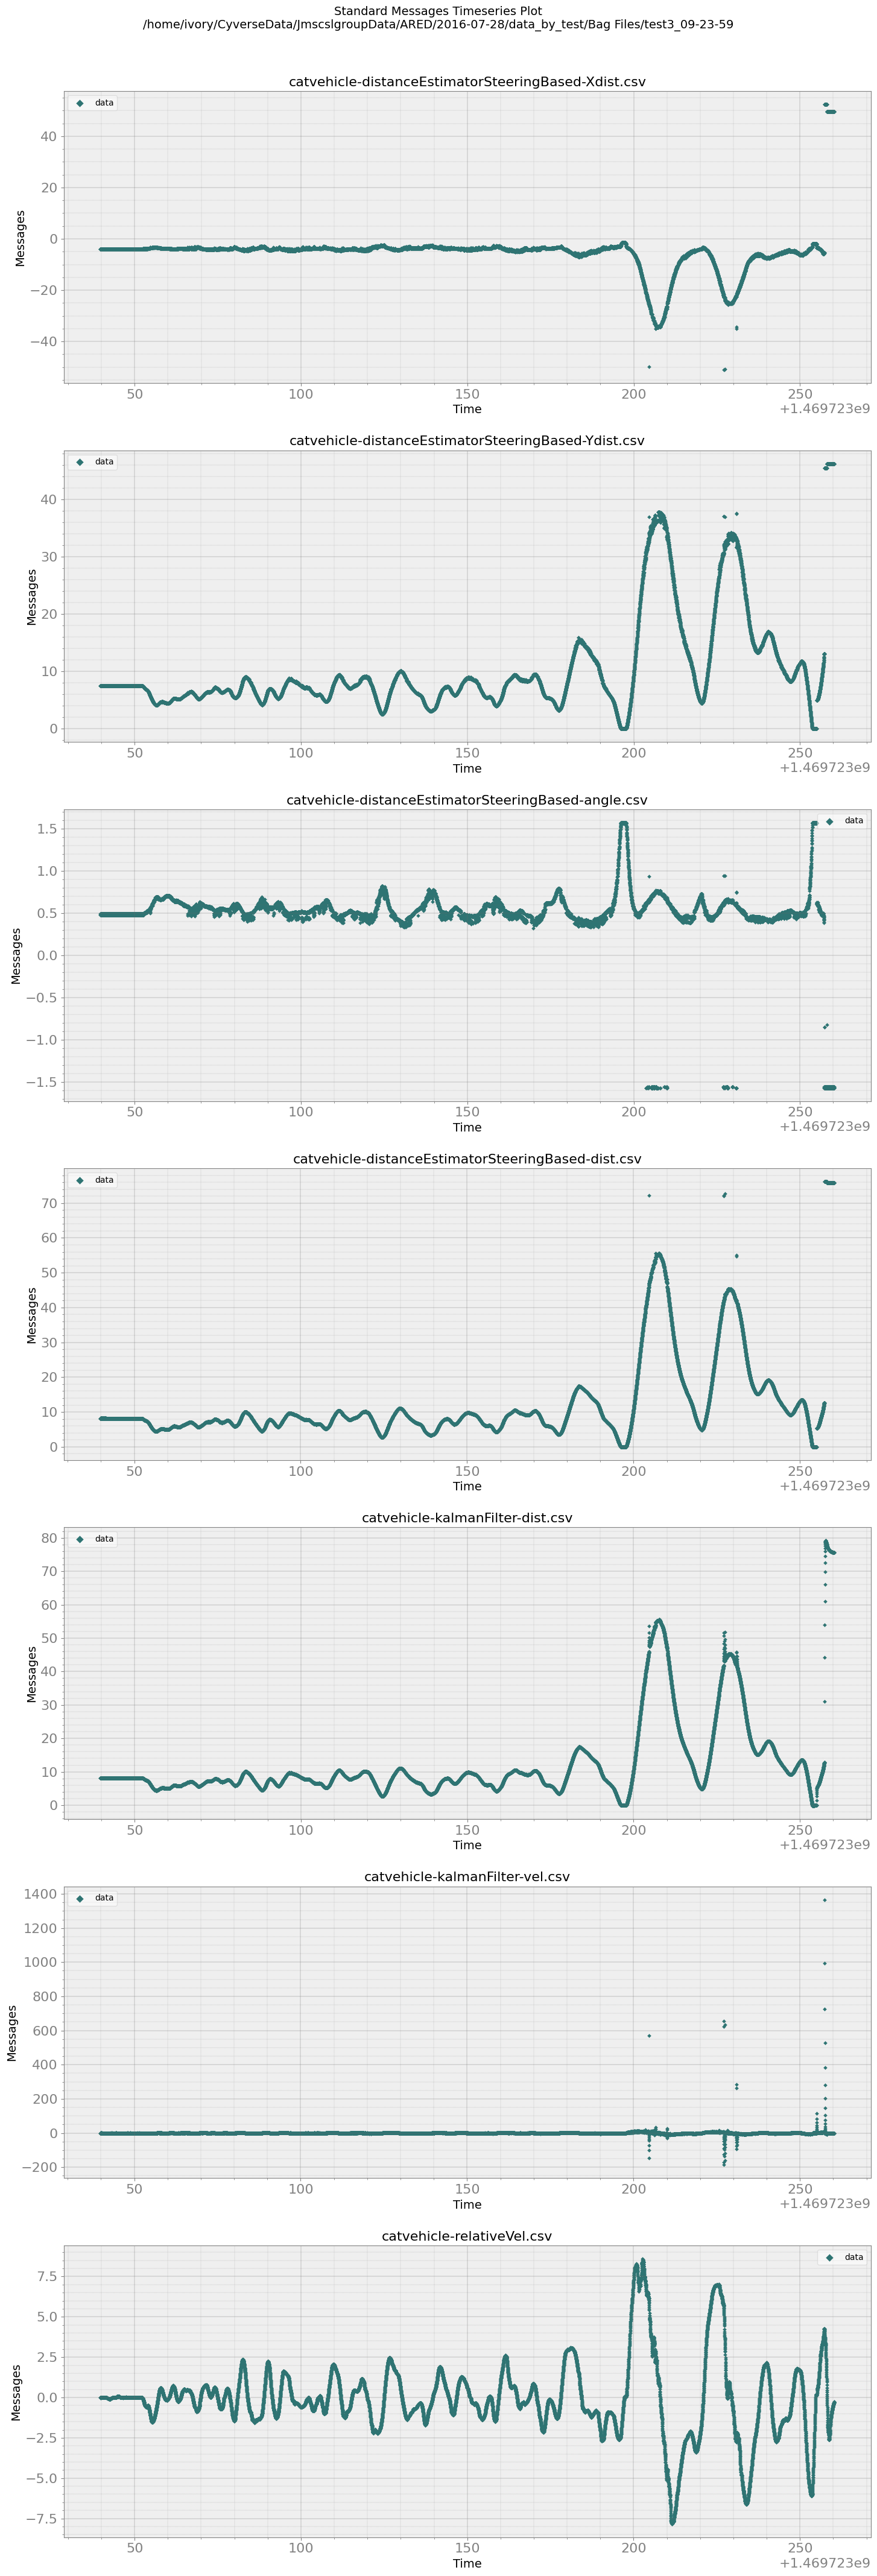 Standard Messages Timeseries Plot
/home/ivory/CyverseData/JmscslgroupData/ARED/2016-07-28/data_by_test/Bag Files/test3_09-23-59
catvehicle-distanceEstimatorSteeringBased-Xdist.csv
data
40
20
0
−20
−40
Messages
50 100 150 200 250
Time
+1.469723e9
catvehicle-distanceEstimatorSteeringBased-Ydist.csv
data
40
30
20
10
0
Messages
50 100 150 200 250
Time
+1.469723e9
catvehicle-distanceEstimatorSteeringBased-angle.csv
data
1.5
1.0
0.5
0.0
−0.5
−1.0
−1.5
Messages
50 100 150 200 250
Time
+1.469723e9
catvehicle-distanceEstimatorSteeringBased-dist.csv
data
70
60
50
40
30
20
10
0
Messages
50 100 150 200 250
Time
+1.469723e9
catvehicle-kalmanFilter-dist.csv
data
80
70
60
50
40
30
20
10
0
Messages
50 100 150 200 250
Time
+1.469723e9
catvehicle-kalmanFilter-vel.csv
data
1400
1200
1000
800
600
400
200
0
−200
Messages
50 100 150 200 250
Time
+1.469723e9
catvehicle-relativeVel.csv
data
7.5
5.0
2.5
0.0
−2.5
−5.0
−7.5
Messages
50 100 150 200 250
Time
+1.469723e9